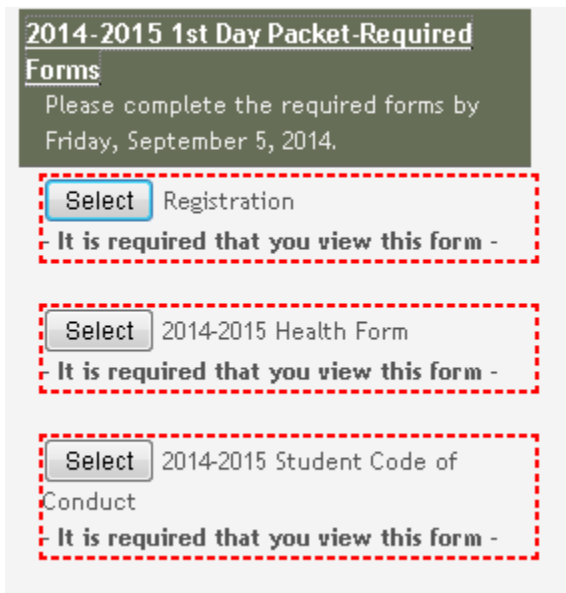 2014-2015 1st Day Packet-Required
Forms
Please complete the required forms by
Friday, September 5, 2014.
Select Registration
- It is required that you view this form -
Select 2014-2015 Health Form
- It is required that you view this form -
Select 2014-2015 Student Code of
Conduct
- It is required that you view this form -